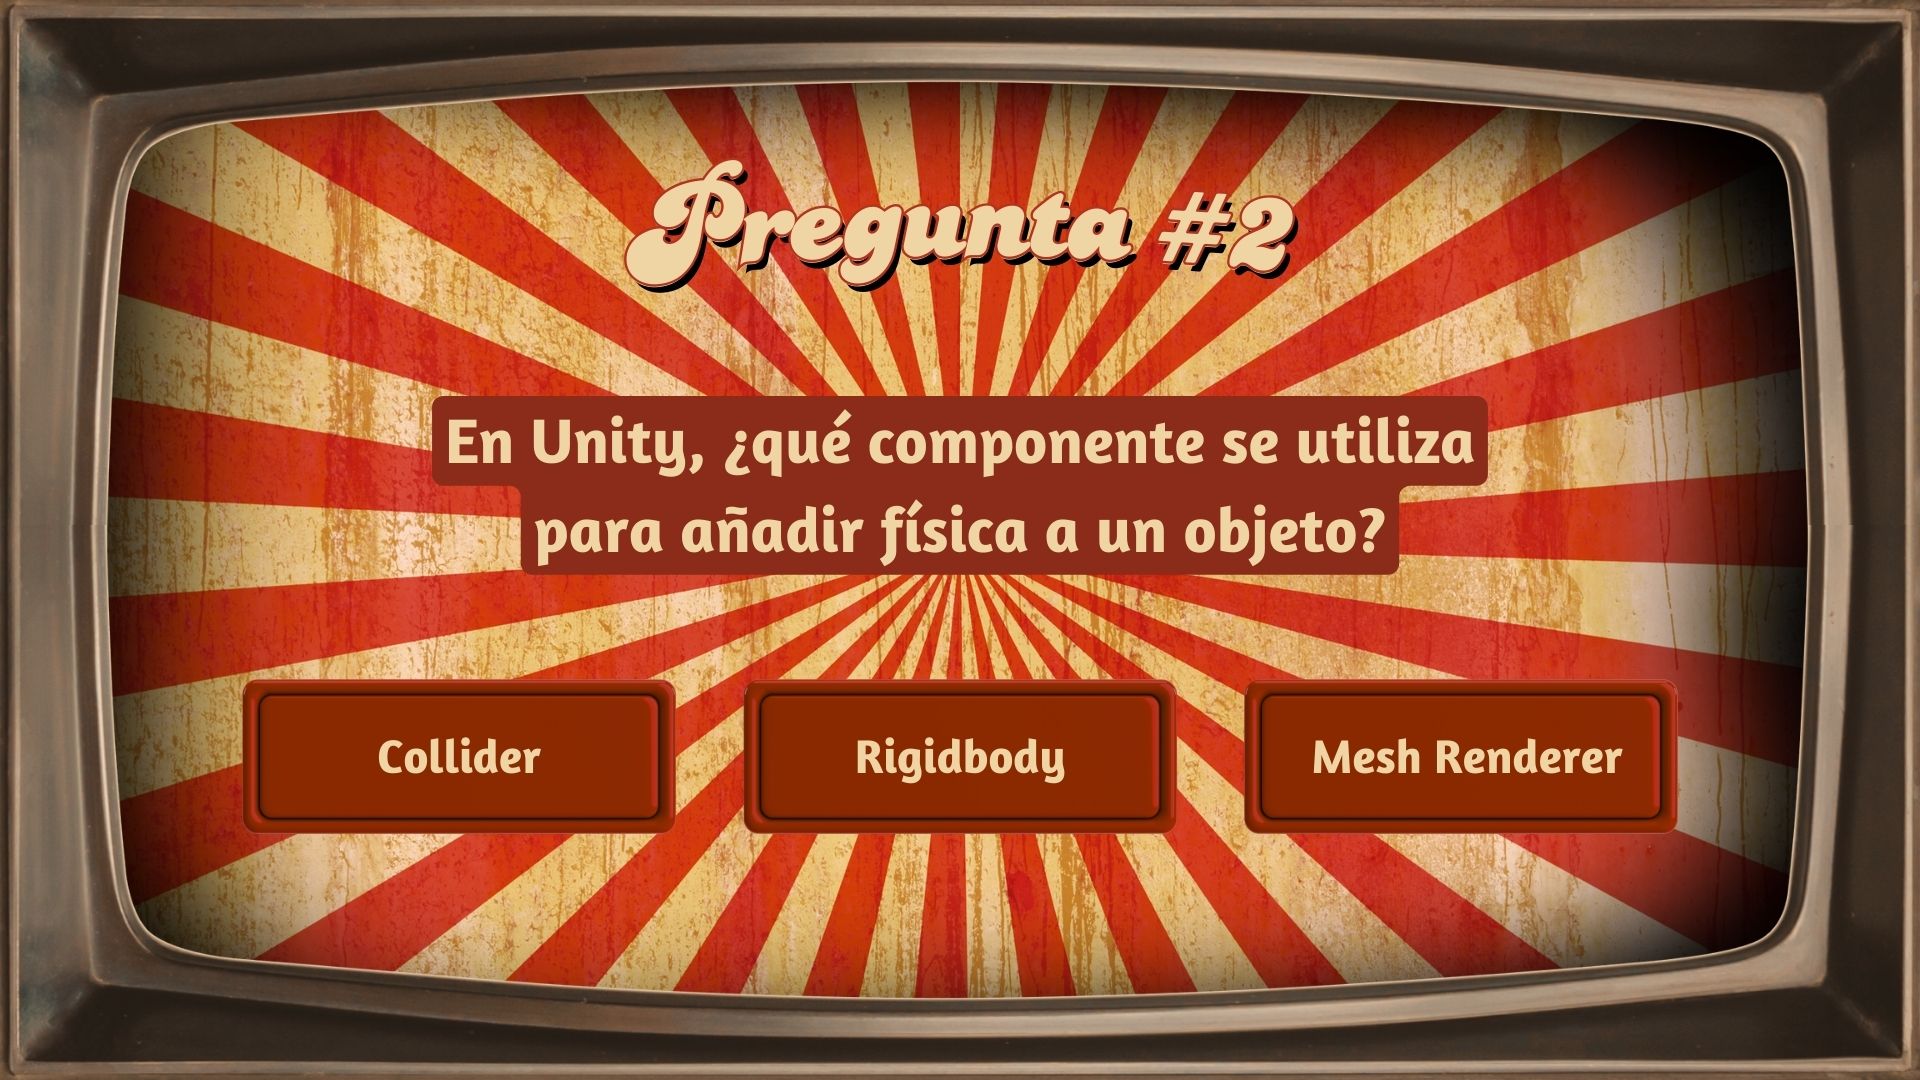 Pregunta #2
En Unity, ¿qué componente se utiliza
para añadir física a un objeto?
Collider
Rigidbody
Mesh Renderer